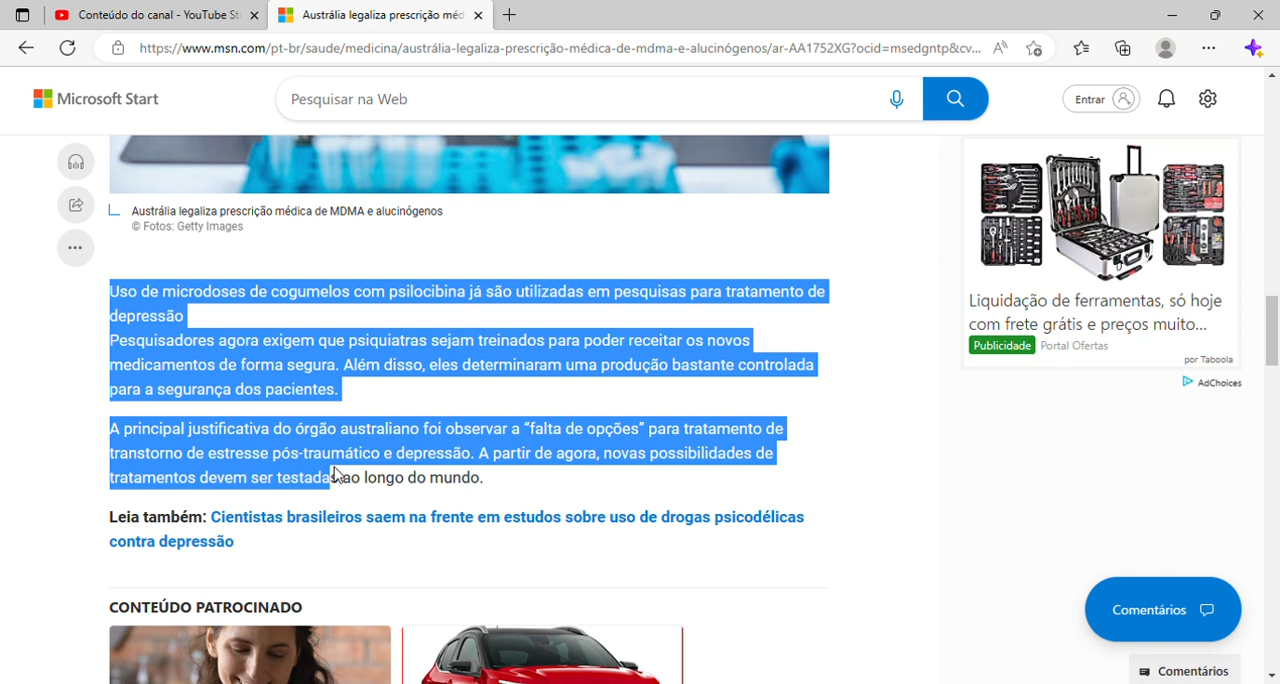 Conteúdo do canal - YouTube St
Austrália legaliza prescrição méd
https://www.msn.com/pt-br/saude/medicina/austrália-legaliza-prescrição-médica-de-mdma-e-alucinógenos/ar-AA1752XG?ocid=msedgntp&cv...
Microsoft Start
Pesquisar na Web
Entrar
Austrália legaliza prescrição médica de MDMA e alucinógenos
© Fotos: Getty Images
Uso de microdoses de cogumelos com psilocibina já são utilizadas em pesquisas para tratamento de
depressão
Pesquisadores agora exigem que psiquiatras sejam treinados para poder receitar os novos
medicamentos de forma segura. Além disso, eles determinaram uma produção bastante controlada
para a segurança dos pacientes.
A principal justificativa do órgão australiano foi observar a “falta de opções” para tratamento de
transtorno de estresse pós-traumático e depressão. A partir de agora, novas possibilidades de
tratamentos devem ser testadas ao longo do mundo.
Leia também: Cientistas brasileiros saem na frente em estudos sobre uso de drogas psicodélicas
contra depressão
CONTEÚDO PATROCINADO
Liquidação de ferramentas, só hoje
com frete grátis e preços muito...
Publicidade Portal Ofertas
por Taboola
AdChoices
Comentários
Comentários